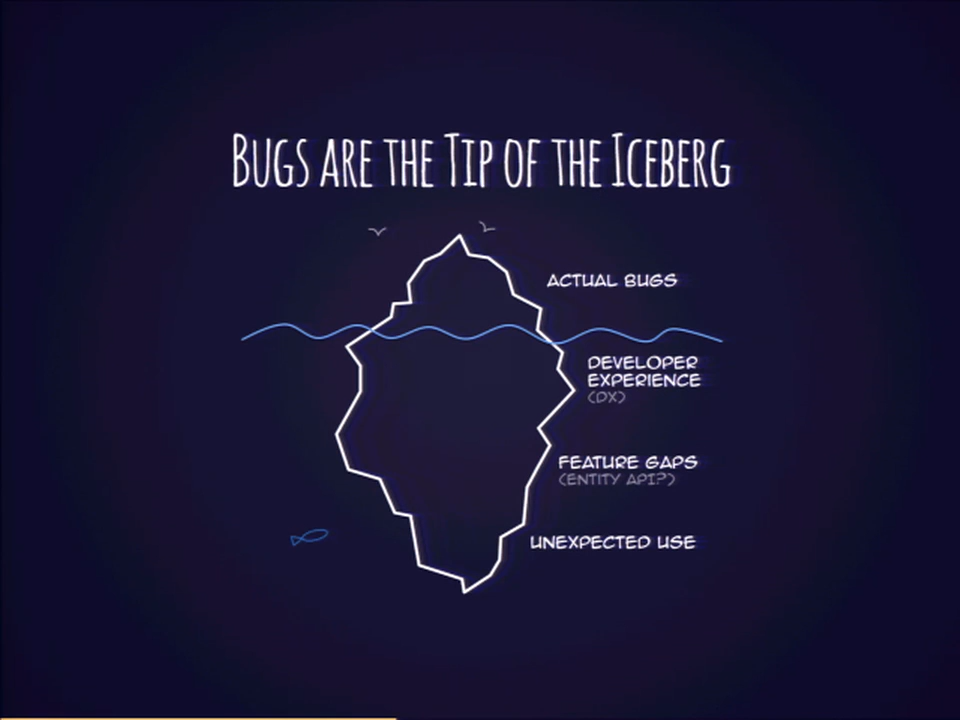 BUGS ARE THE TIP OF THE ICEBERG
ACTUAL BUGS
DEVELOPER
EXPERIENCE
(DX)
FEATURE GAPS
(ENTITY API?)
UNEXPECTED USE